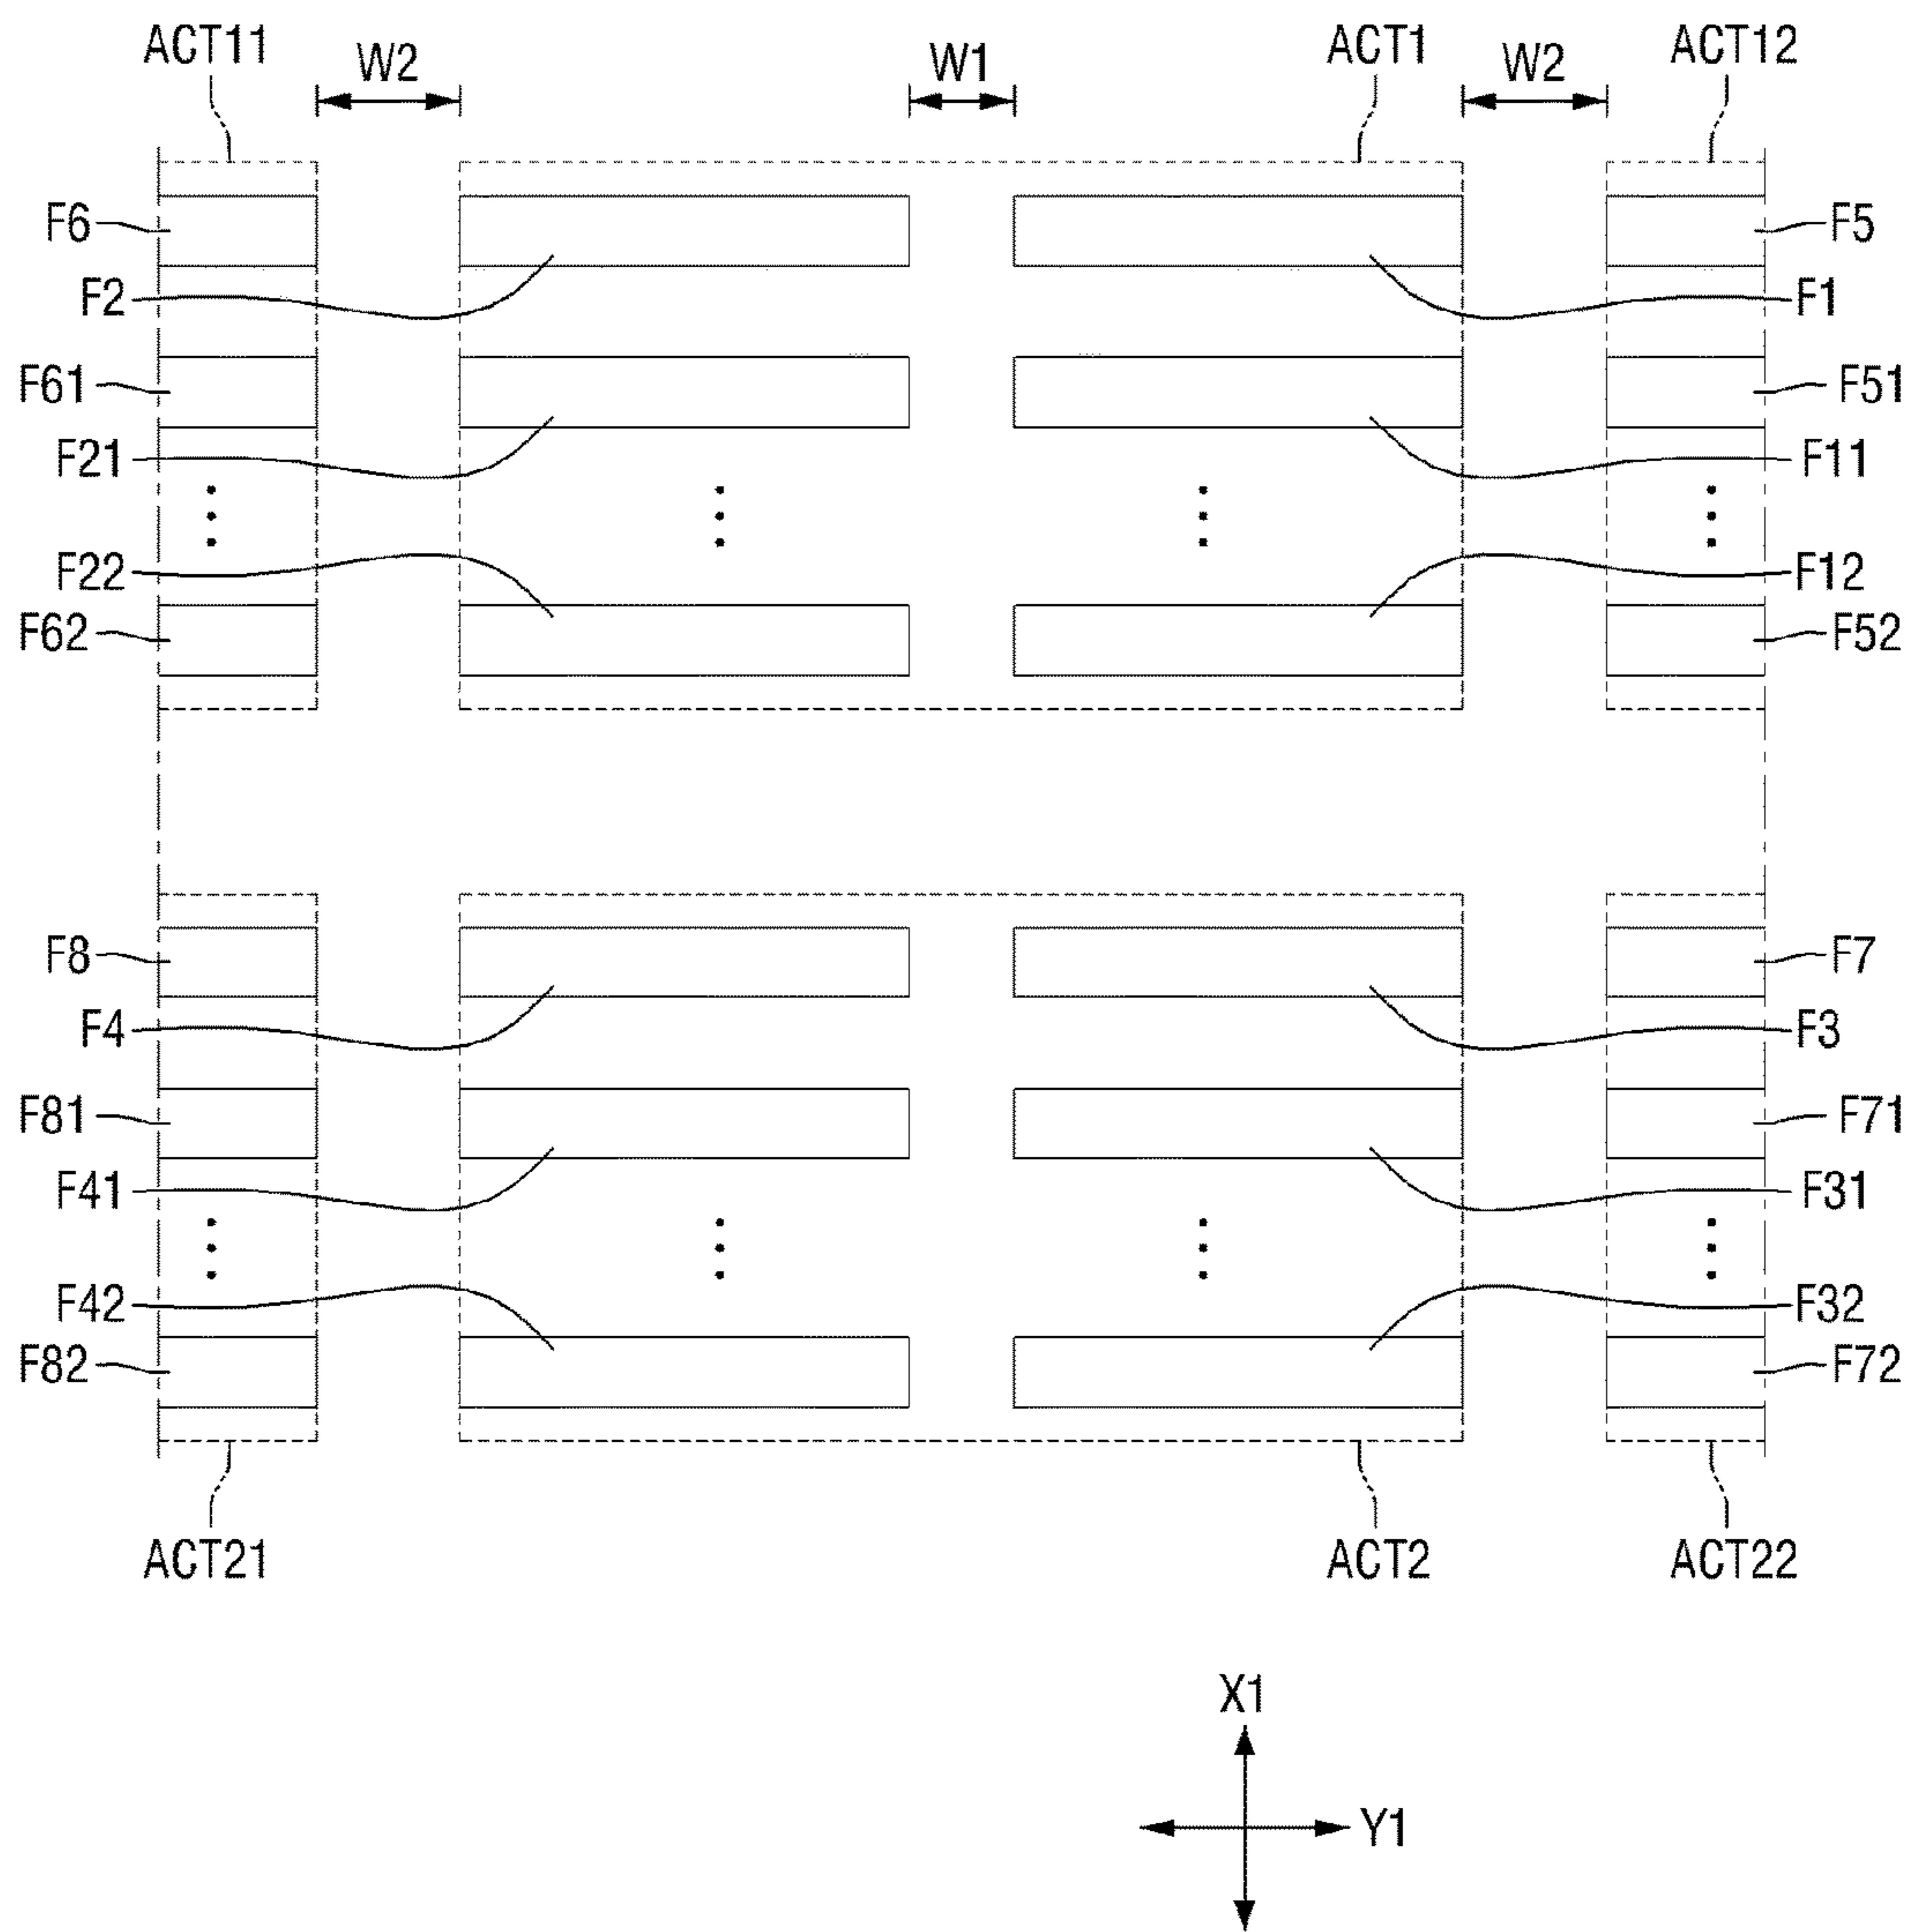 ACT11 W2 W1 ACT1 W2 ACT12
F6 F5
F2 F1
F61 F51
F21 F11
F22 F12
F62 F52
F8 F7
F4 F3
F81 F71
F41 F31
F42 F32
F82 F72
ACT21 ACT2 ACT22
X1
Y1